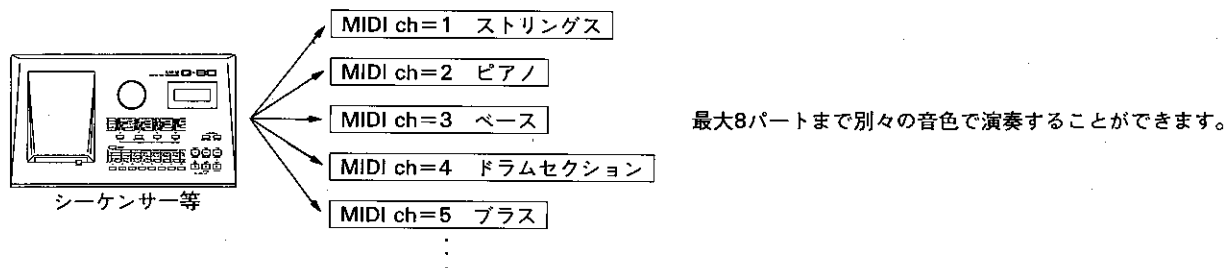 MIDI ch=1 ストリングス
MIDI ch=2 ピアノ
MIDI ch=3 ベース
MIDI ch=4 ドラムセクション
MIDI ch=5 ブラス
シーケンサー等
最大8パートまで別々の音色で演奏することができます。